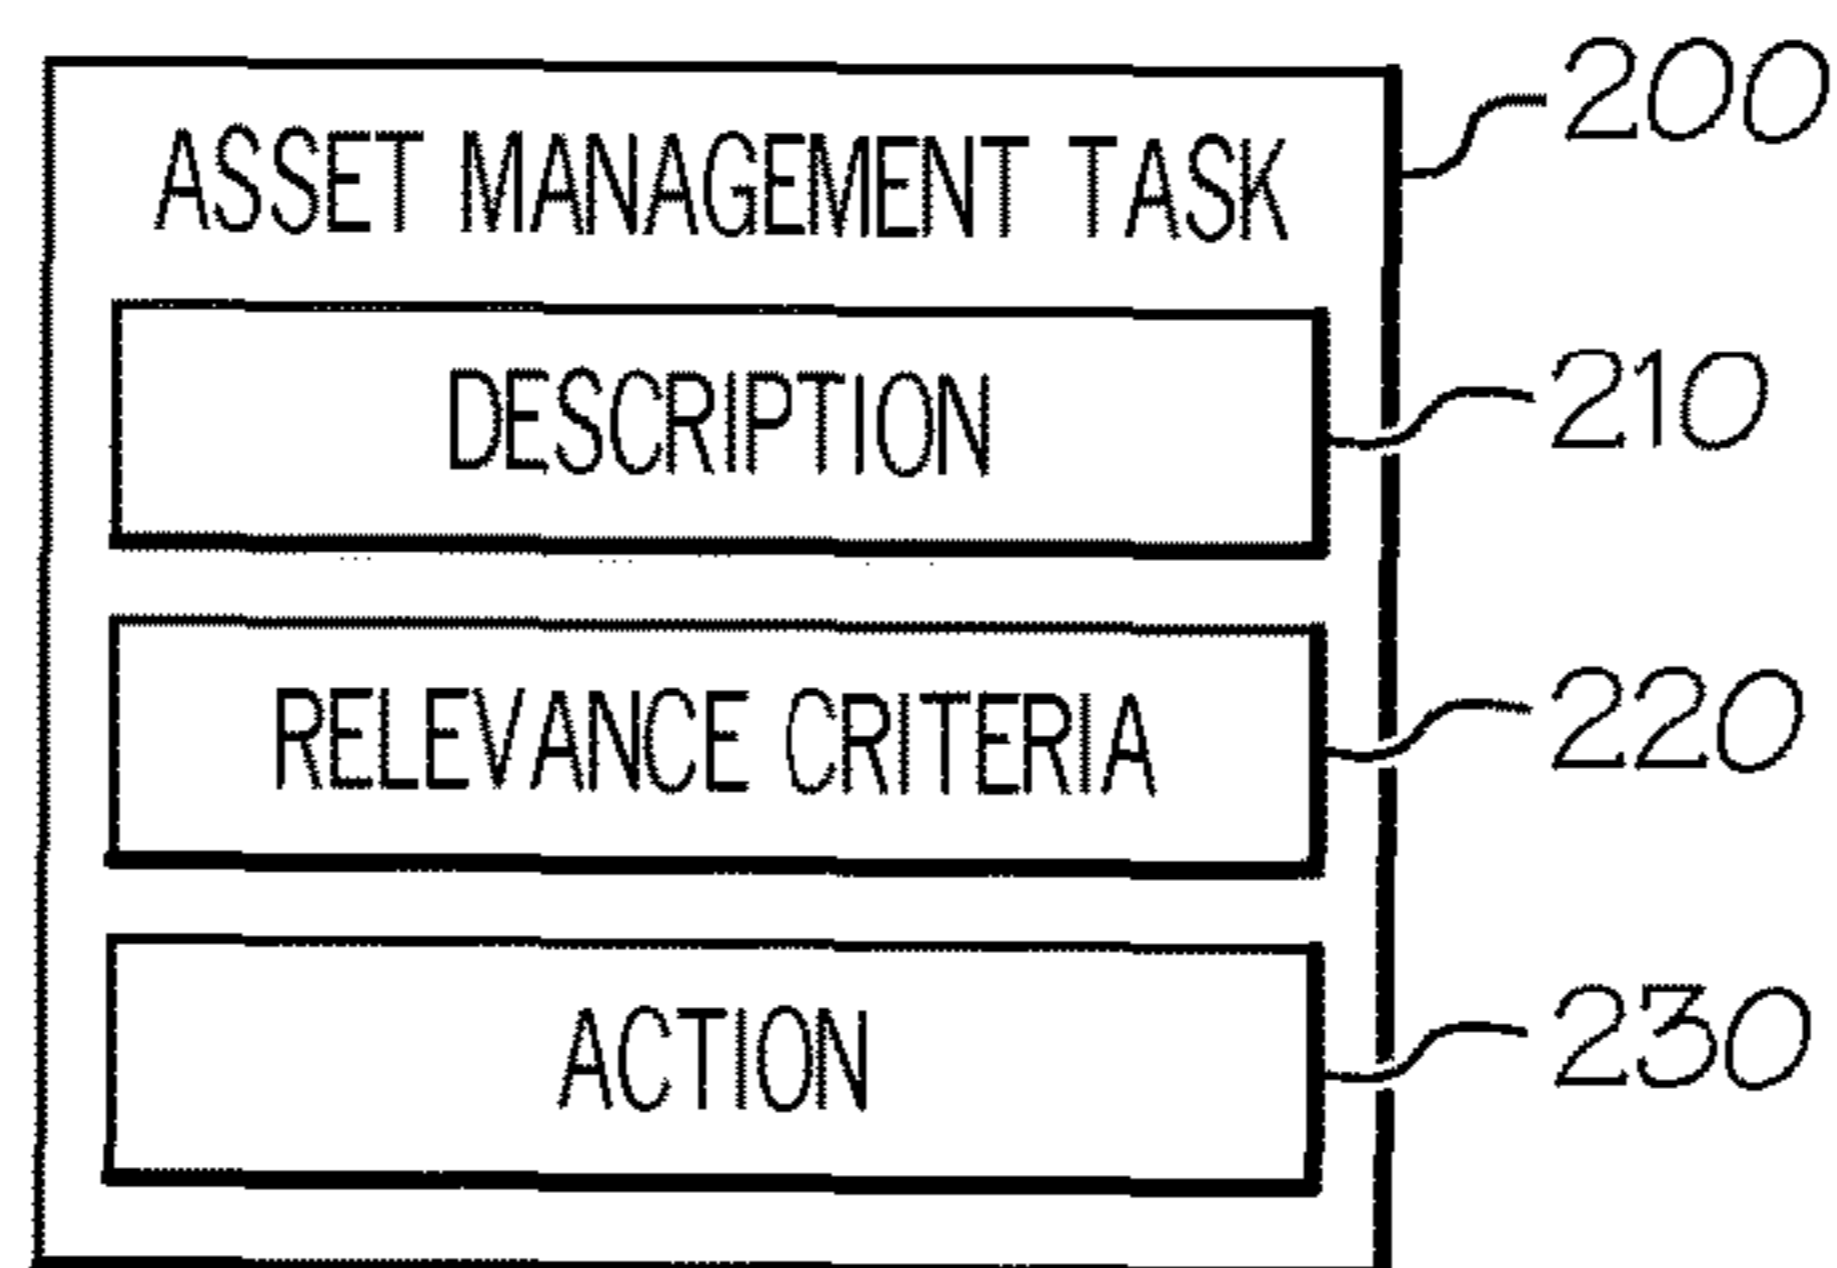 ASSET MANAGEMENT TASK 200
DESCRIPTION 210
RELEVANCE CRITERIA 220
ACTION 230